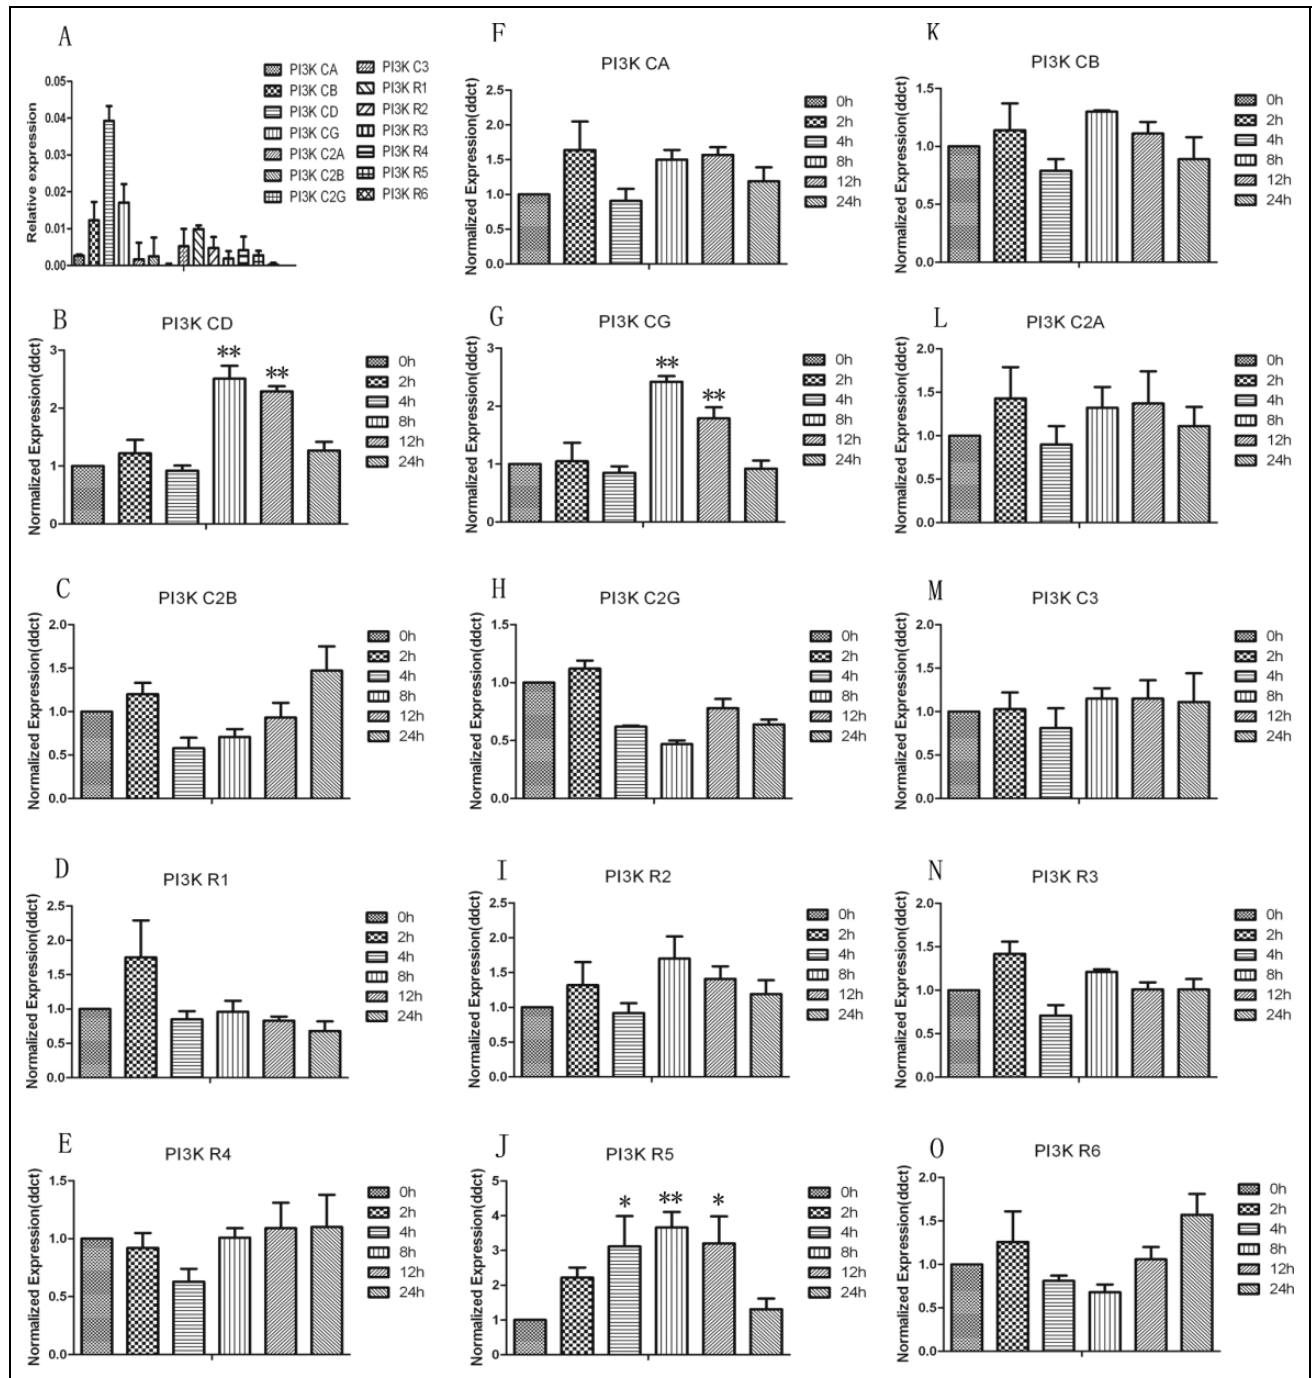 A
PI3K CA
PI3K CB
PI3K CD
PI3K CG
PI3K C2A
PI3K C2B
PI3K C2G
PI3K C3
PI3K R1
PI3K R2
PI3K R3
PI3K R4
PI3K R5
PI3K R6
Relative expression
0.05
0.04
0.03
0.02
0.01
0.00
F
PI3K CA
Normalized Expression(ddct)
2.5
2.0
1.5
1.0
0.5
0.0
0h
2h
4h
8h
12h
24h
K
PI3K CB
Normalized Expression(ddct)
1.5
1.0
0.5
0.0
0h
2h
4h
8h
12h
24h
B
PI3K CD
Normalized Expression(ddct)
3
2
1
0
** **
0h
2h
4h
8h
12h
24h
G
PI3K CG
Normalized Expression(ddct)
3
2
1
0
** **
0h
2h
4h
8h
12h
24h
L
PI3K C2A
Normalized Expression(ddct)
2.0
1.5
1.0
0.5
0.0
0h
2h
4h
8h
12h
24h
C
PI3K C2B
Normalized Expression(ddct)
2.0
1.5
1.0
0.5
0.0
0h
2h
4h
8h
12h
24h
H
PI3K C2G
Normalized Expression(ddct)
1.5
1.0
0.5
0.0
0h
2h
4h
8h
12h
24h
M
PI3K C3
Normalized Expression(ddct)
2.0
1.5
1.0
0.5
0.0
0h
2h
4h
8h
12h
24h
D
PI3K R1
Normalized Expression(ddct)
2.5
2.0
1.5
1.0
0.5
0.0
0h
2h
4h
8h
12h
24h
I
PI3K R2
Normalized Expression(ddct)
2.5
2.0
1.5
1.0
0.5
0.0
0h
2h
4h
8h
12h
24h
N
PI3K R3
Normalized Expression(ddct)
2.0
1.5
1.0
0.5
0.0
0h
2h
4h
8h
12h
24h
E
PI3K R4
Normalized Expression(ddct)
1.5
1.0
0.5
0.0
0h
2h
4h
8h
12h
24h
J
PI3K R5
Normalized Expression(ddct)
5
4
3
2
1
0
* ** *
0h
2h
4h
8h
12h
24h
O
PI3K R6
Normalized Expression(ddct)
2.0
1.5
1.0
0.5
0.0
0h
2h
4h
8h
12h
24h